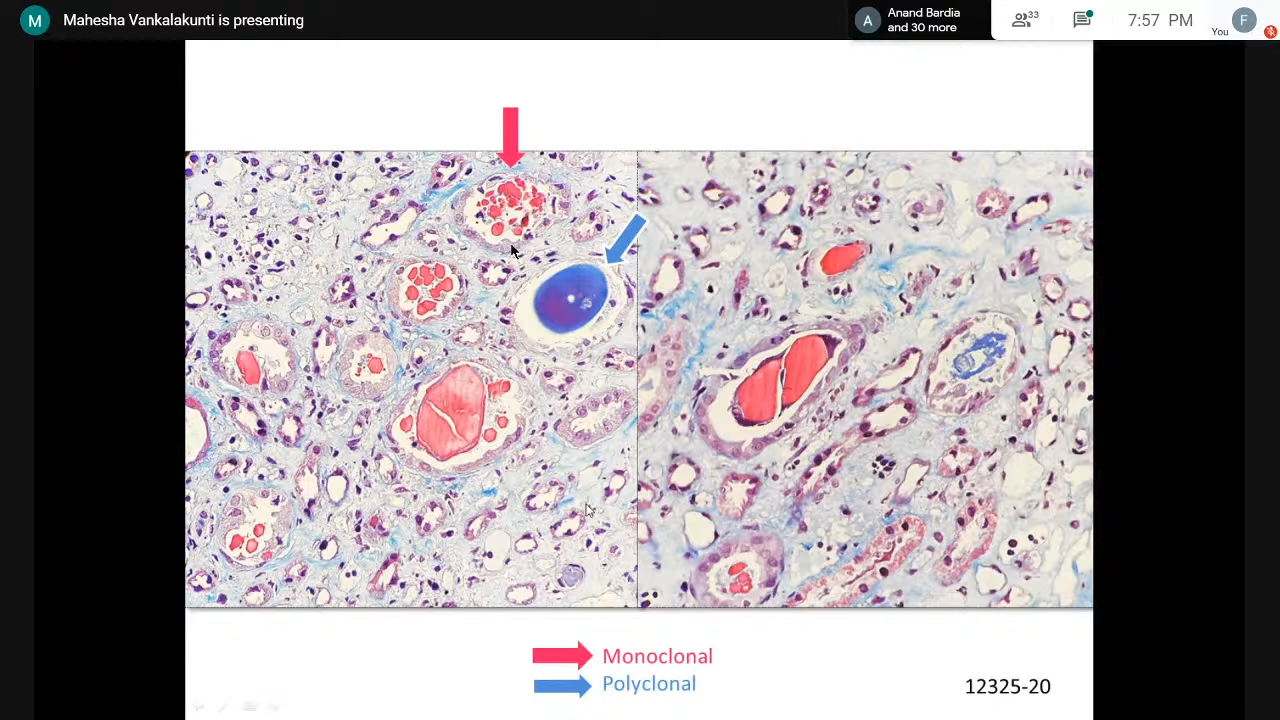 M
Mahesha Vankalakunti is presenting
A
Anand Bardia
and 30 more
33
7:57 PM
You
F
Monoclonal
Polyclonal
12325-20